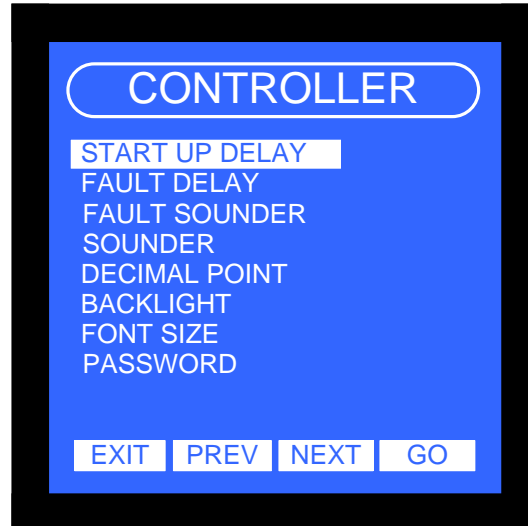 CONTROLLER
START UP DELAY
FAULT DELAY
FAULT SOUNDER
SOUNDER
DECIMAL POINT
BACKLIGHT
FONT SIZE
PASSWORD
EXIT PREV NEXT GO